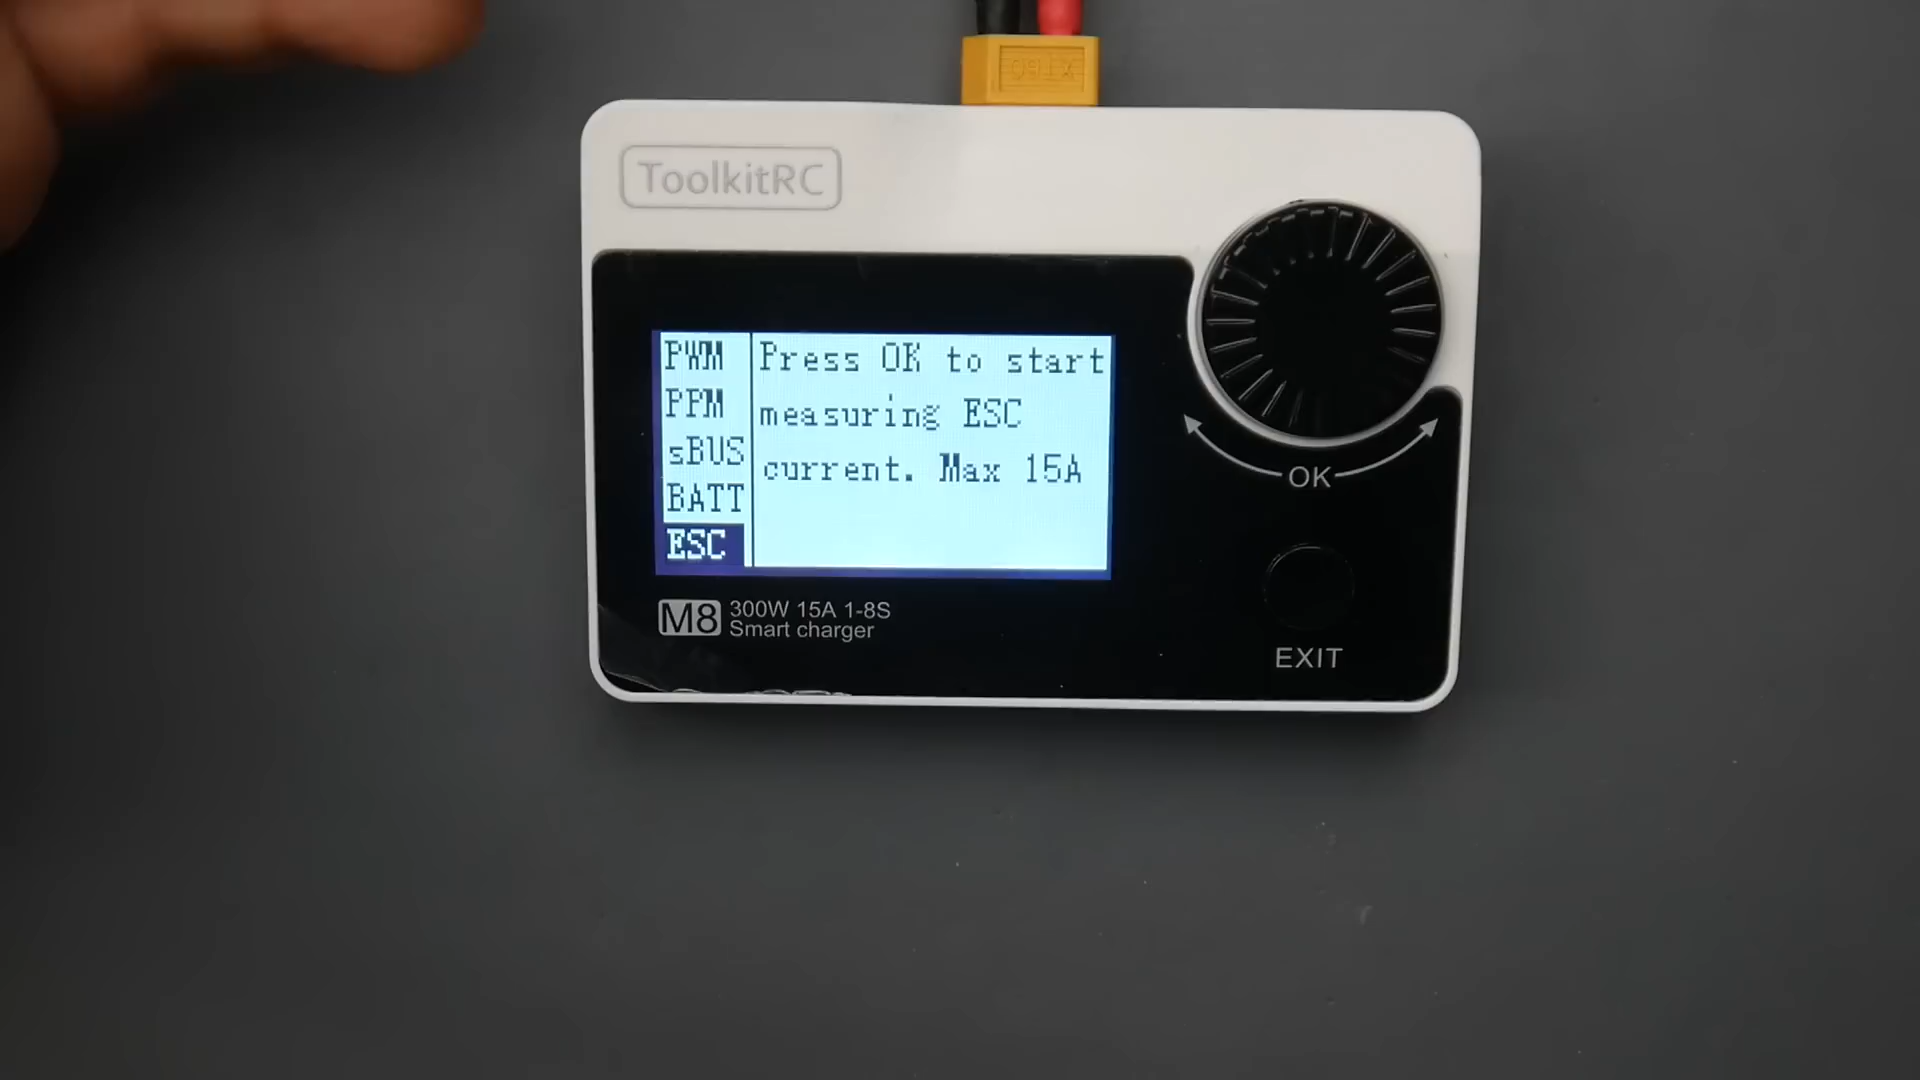 XT60
ToolkitRC
PWM
PPM
sBUS
BATT
ESC
Press OK to start
measuring ESC
current. Max 15A
OK
M8
300W 15A 1-8S
Smart charger
EXIT